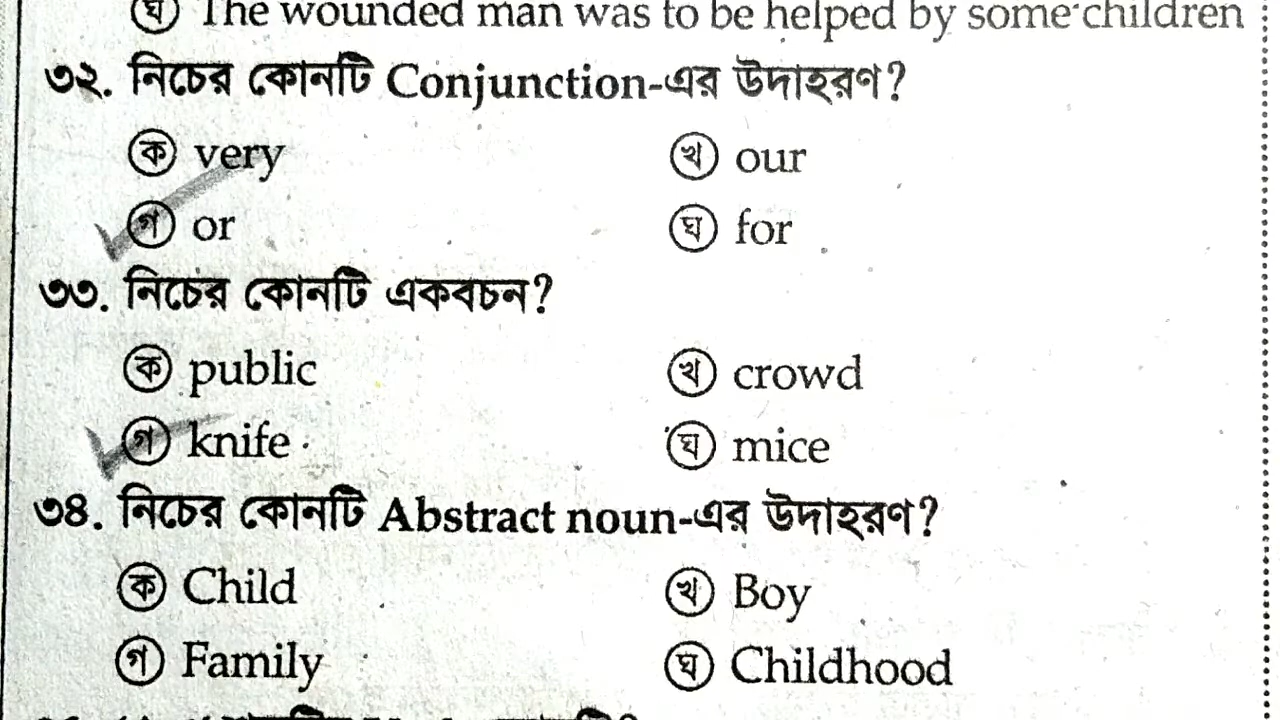 ঘ The wounded man was to be helped by some children
৩২. নিচের কোনটি Conjunction-এর উদাহরণ?
ক very খ our
গ or ঘ for
৩৩. নিচের কোনটি একবচন?
ক public খ crowd
গ knife ঘ mice
৩৪. নিচের কোনটি Abstract noun-এর উদাহরণ?
ক Child খ Boy
গ Family ঘ Childhood